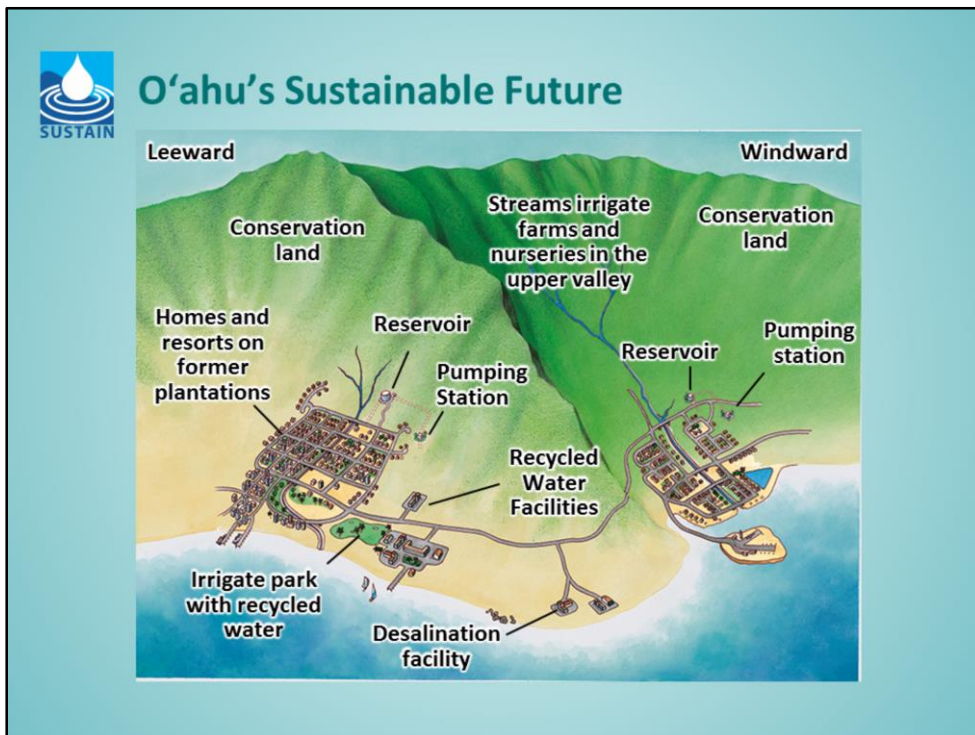 SUSTAIN
O‘ahu’s Sustainable Future
Leeward
Windward
Conservation
land
Streams irrigate
farms and
nurseries in the
upper valley
Conservation
land
Homes and
resorts on
former
plantations
Reservoir
Pumping
Station
Reservoir
Pumping
station
Recycled
Water
Facilities
Irrigate park
with recycled
water
Desalination
facility